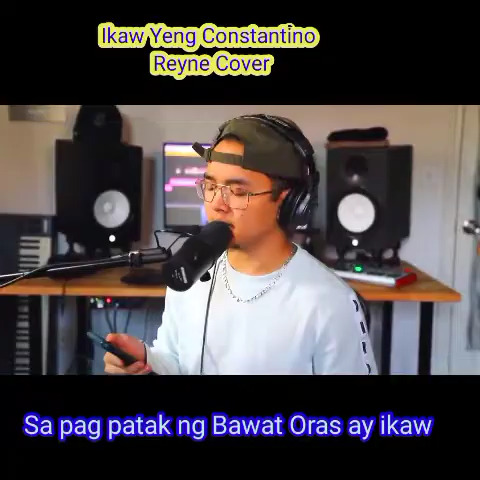 Ikaw Yeng Constantino
Reyne Cover
Sa pag patak ng Bawat Oras ay ikaw